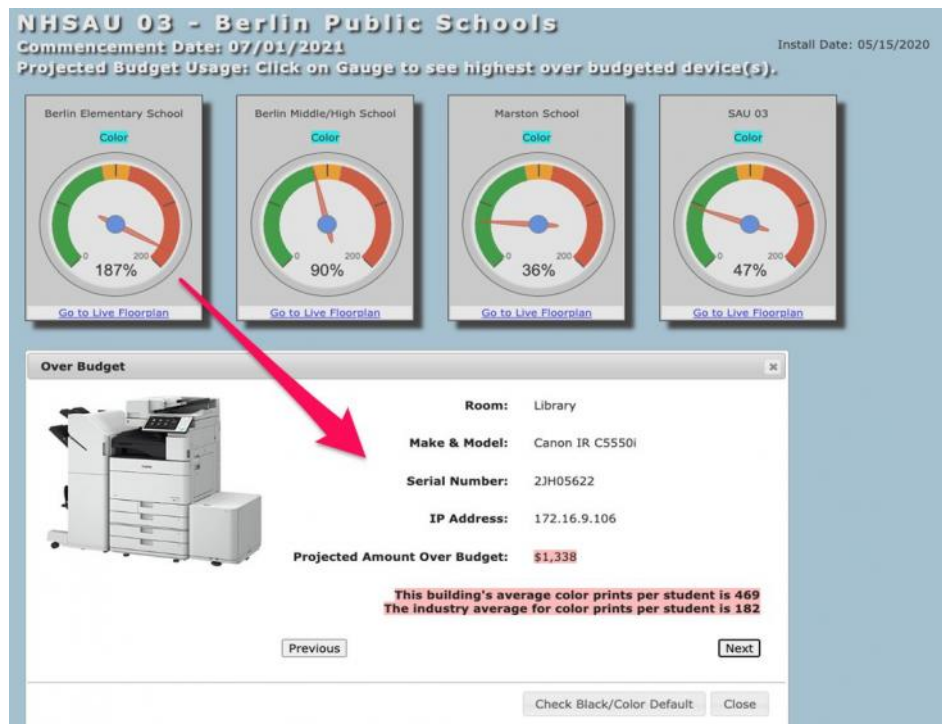 NHSAU 03 - Berlin Public Schools
Commencement Date: 07/01/2021
Install Date: 05/15/2020
Projected Budget Usage: Click on Gauge to see highest over budgeted device(s).
Berlin Elementary School
Color
0 200
187%
Go to Live Floorplan
Berlin Middle/High School
Color
0 200
90%
Go to Live Floorplan
Marston School
Color
0 200
36%
Go to Live Floorplan
SAU 03
Color
0 200
47%
Go to Live Floorplan
Over Budget
Room: Library
Make & Model: Canon IR C5550i
Serial Number: 2JH05622
IP Address: 172.16.9.106
Projected Amount Over Budget: $1,338
This building's average color prints per student is 469
The industry average for color prints per student is 182
Previous Next
Check Black/Color Default Close